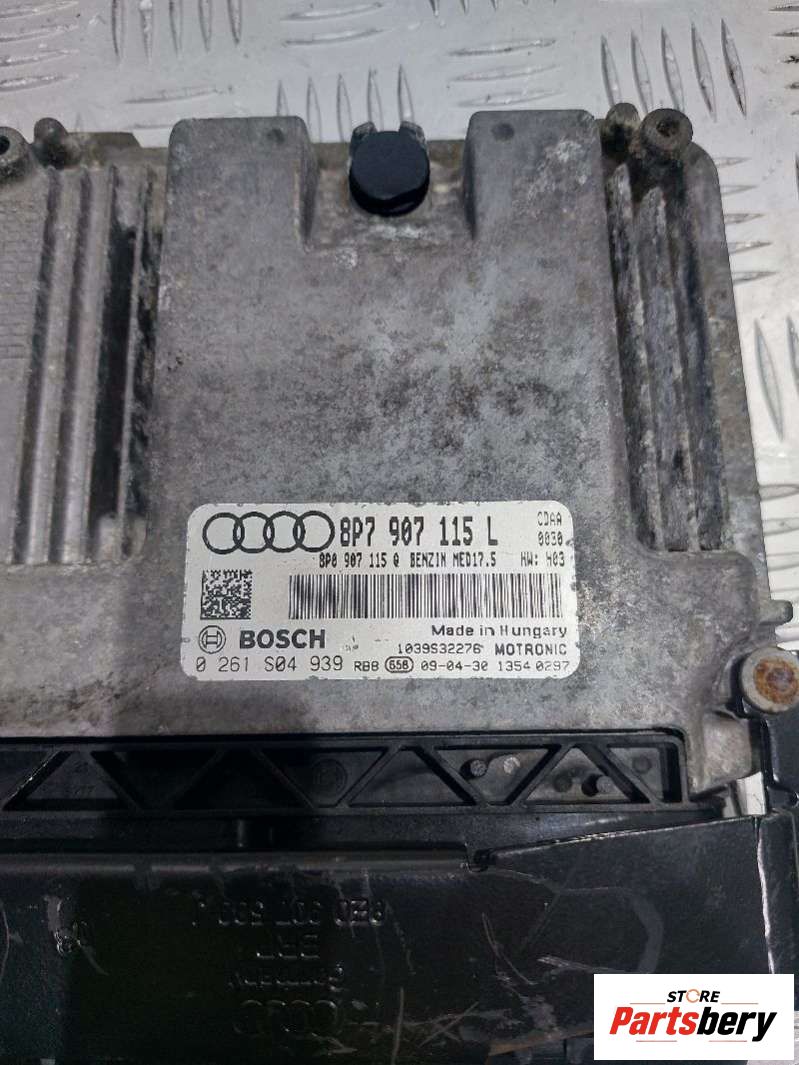 8P7 907 115 L
CDAA
0030
8P0 907 115 Q BENZIN MED17.5 HW: H03
Made in Hungary
BOSCH
1039S32276 MOTRONIC
0 261 S04 939 RBB 658 09-04-30 1354 0297
STORE
Partsbery